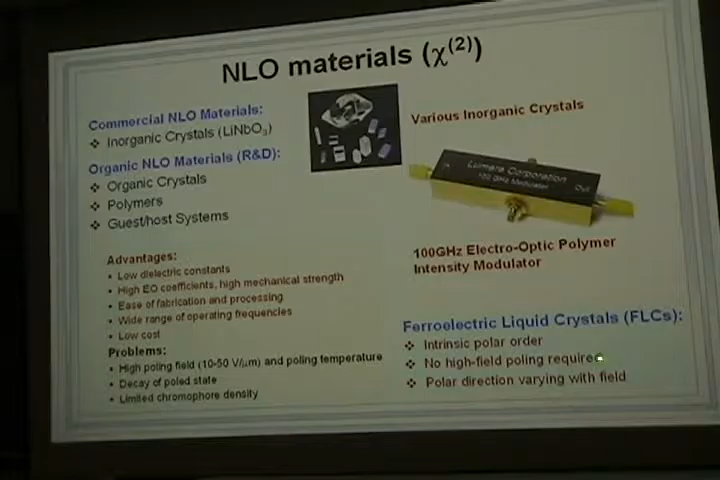 NLO materials (χ(2))
Commercial NLO Materials:
❖ Inorganic Crystals (LiNbO3)
Organic NLO Materials (R&D):
❖ Organic Crystals
❖ Polymers
❖ Guest/host Systems
Advantages:
• Low dielectric constants
• High EO coefficients, high mechanical strength
• Ease of fabrication and processing
• Wide range of operating frequencies
• Low cost
Problems:
• High poling field (10-50 V/μm) and poling temperature
• Decay of poled state
• Limited chromophore density
Various Inorganic Crystals
Lumera Corporation
100 GHz Modulator
Out
100GHz Electro-Optic Polymer
Intensity Modulator
Ferroelectric Liquid Crystals (FLCs):
❖ Intrinsic polar order
❖ No high-field poling required
❖ Polar direction varying with field